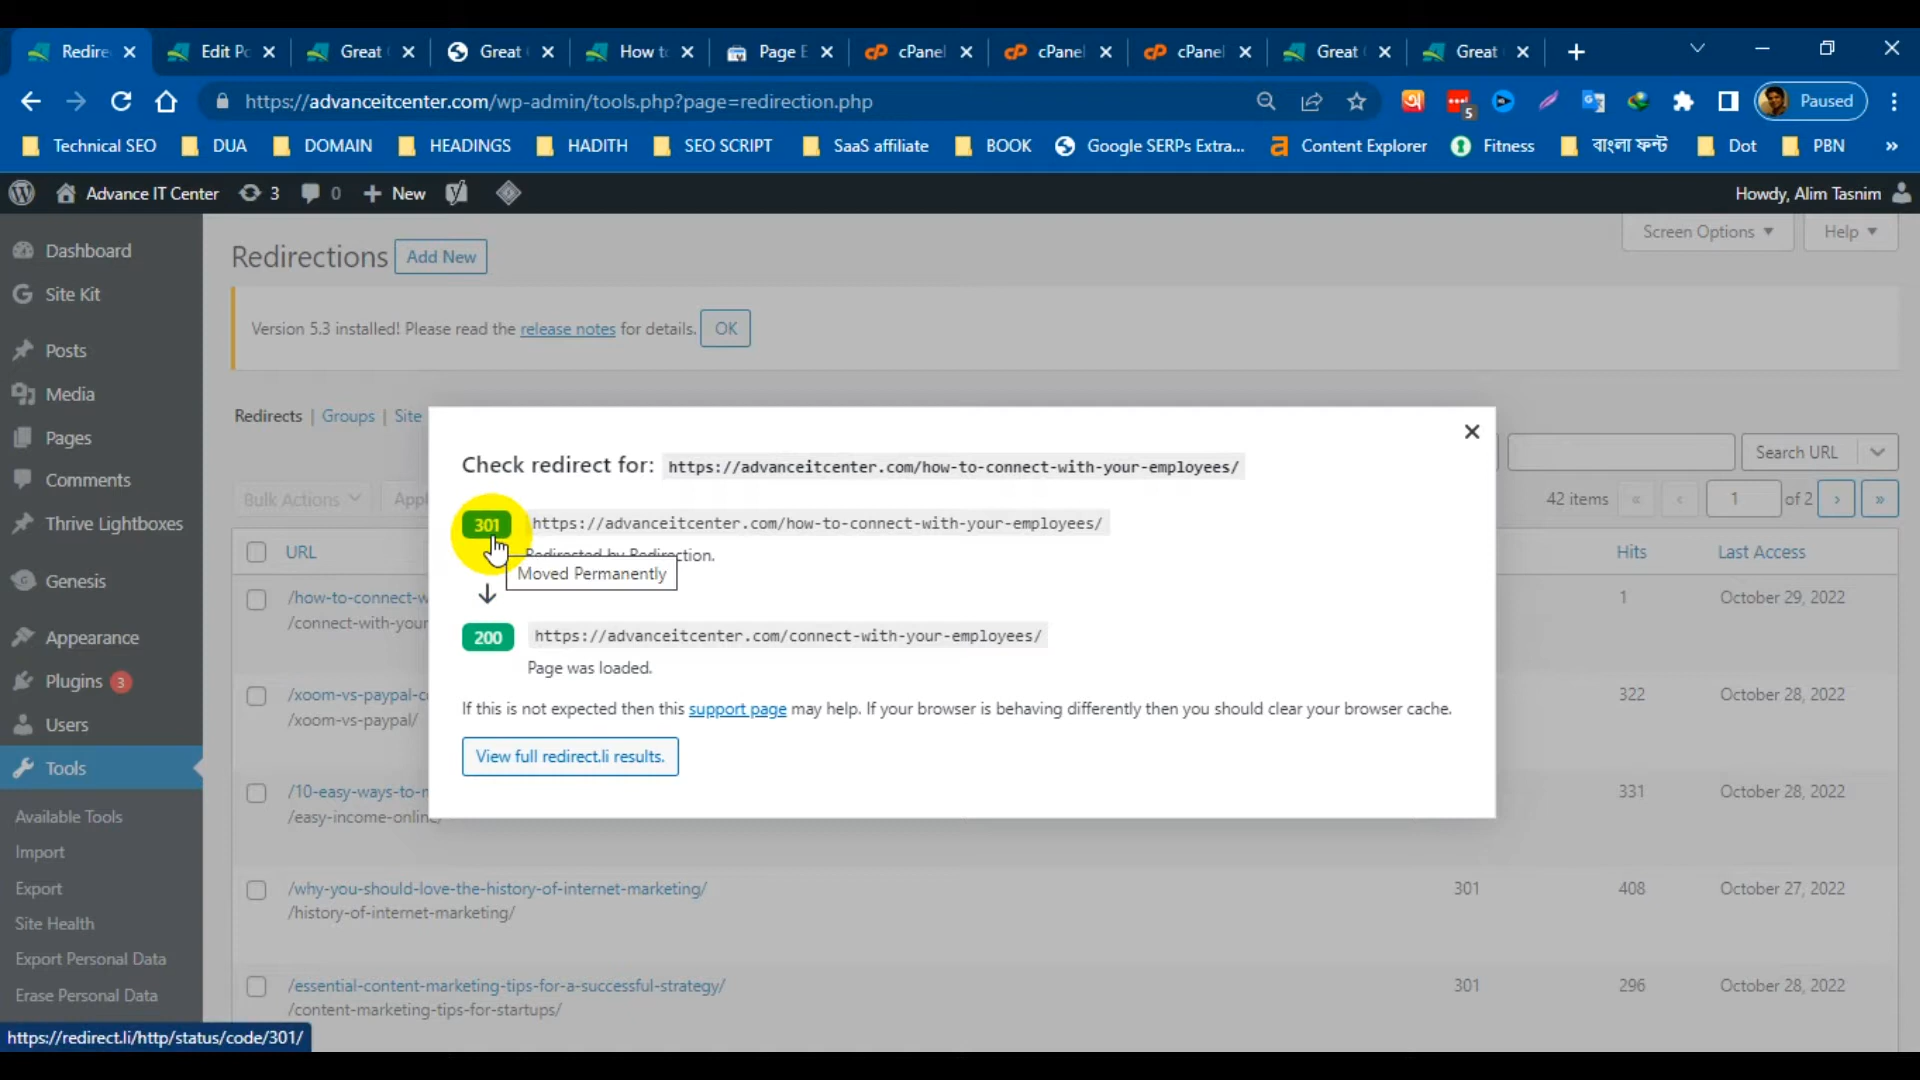 Redire
Edit Po
Great
Great
How to
Page E
cPanel
cPanel
cPanel
Great
Great
https://advanceitcenter.com/wp-admin/tools.php?page=redirection.php
5
Paused
Technical SEO
DUA
DOMAIN
HEADINGS
HADITH
SEO SCRIPT
SaaS affiliate
BOOK
Google SERPs Extra...
Content Explorer
Fitness
বাংলা ফন্ট
Dot
PBN
»
Advance IT Center
3
0
+ New
Howdy, Alim Tasnim
Dashboard
Site Kit
Posts
Media
Pages
Comments
Thrive Lightboxes
Genesis
Appearance
Plugins 3
Users
Tools
Available Tools
Import
Export
Site Health
Export Personal Data
Erase Personal Data
https://redirect.li/http/status/code/301/
Redirections
Add New
Screen Options
Help
Version 5.3 installed! Please read the release notes for details.
OK
Redirects | Groups | Site
Search URL
Bulk Actions
42 items
«
‹
1
of 2
›
»
URL
Hits
Last Access
/how-to-connect-w
/connect-with-your
1
October 29, 2022
/xoom-vs-paypal-c
/xoom-vs-paypal/
322
October 28, 2022
/10-easy-ways-to-m
/easy-income-online/
331
October 28, 2022
/why-you-should-love-the-history-of-internet-marketing/
/history-of-internet-marketing/
301
408
October 27, 2022
/essential-content-marketing-tips-for-a-successful-strategy/
/content-marketing-tips-for-startups/
301
296
October 28, 2022
Check redirect for: https://advanceitcenter.com/how-to-connect-with-your-employees/
301
https://advanceitcenter.com/how-to-connect-with-your-employees/
Redirected by Redirection.
Moved Permanently
200
https://advanceitcenter.com/connect-with-your-employees/
Page was loaded.
If this is not expected then this support page may help. If your browser is behaving differently then you should clear your browser cache.
View full redirect.li results.